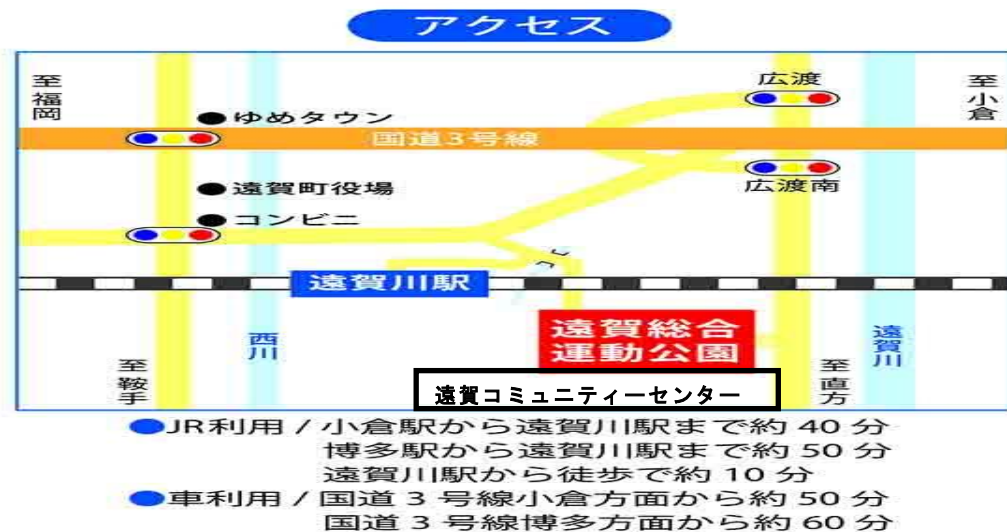 アクセス
至福岡
広渡
至小倉
●ゆめタウン
国道3号線
●遠賀町役場
広渡南
●コンビニ
遠賀川駅
遠賀総合
運動公園
西川
遠賀川
至鞍手
至直方
遠賀コミュニティーセンター
●JR利用 / 小倉駅から遠賀川駅まで約 40 分
博多駅から遠賀川駅まで約 50 分
遠賀川駅から徒歩で約 10 分
●車利用 / 国道 3 号線小倉方面から約 50 分
国道 3 号線博多方面から約 60 分